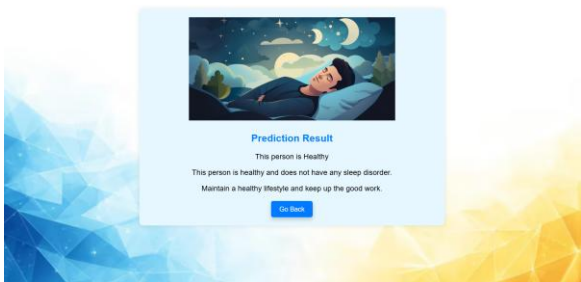 Prediction Result
This person is Healthy
This person is healthy and does not have any sleep disorder.
Maintain a healthy lifestyle and keep up the good work.
Go Back